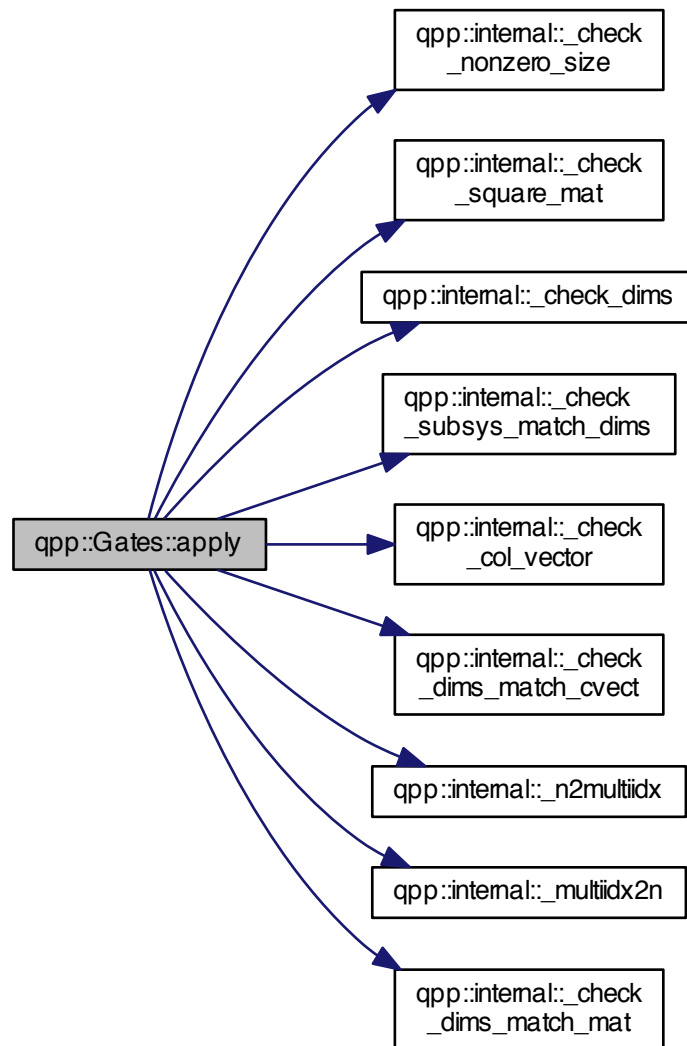 qpp::internal::_check
_nonzero_size
qpp::internal::_check
_square_mat
qpp::internal::_check_dims
qpp::internal::_check
_subsys_match_dims
qpp::Gates::apply
qpp::internal::_check
_col_vector
qpp::internal::_check
_dims_match_cvect
qpp::internal::_n2multiidx
qpp::internal::_multiidx2n
qpp::internal::_check
_dims_match_mat